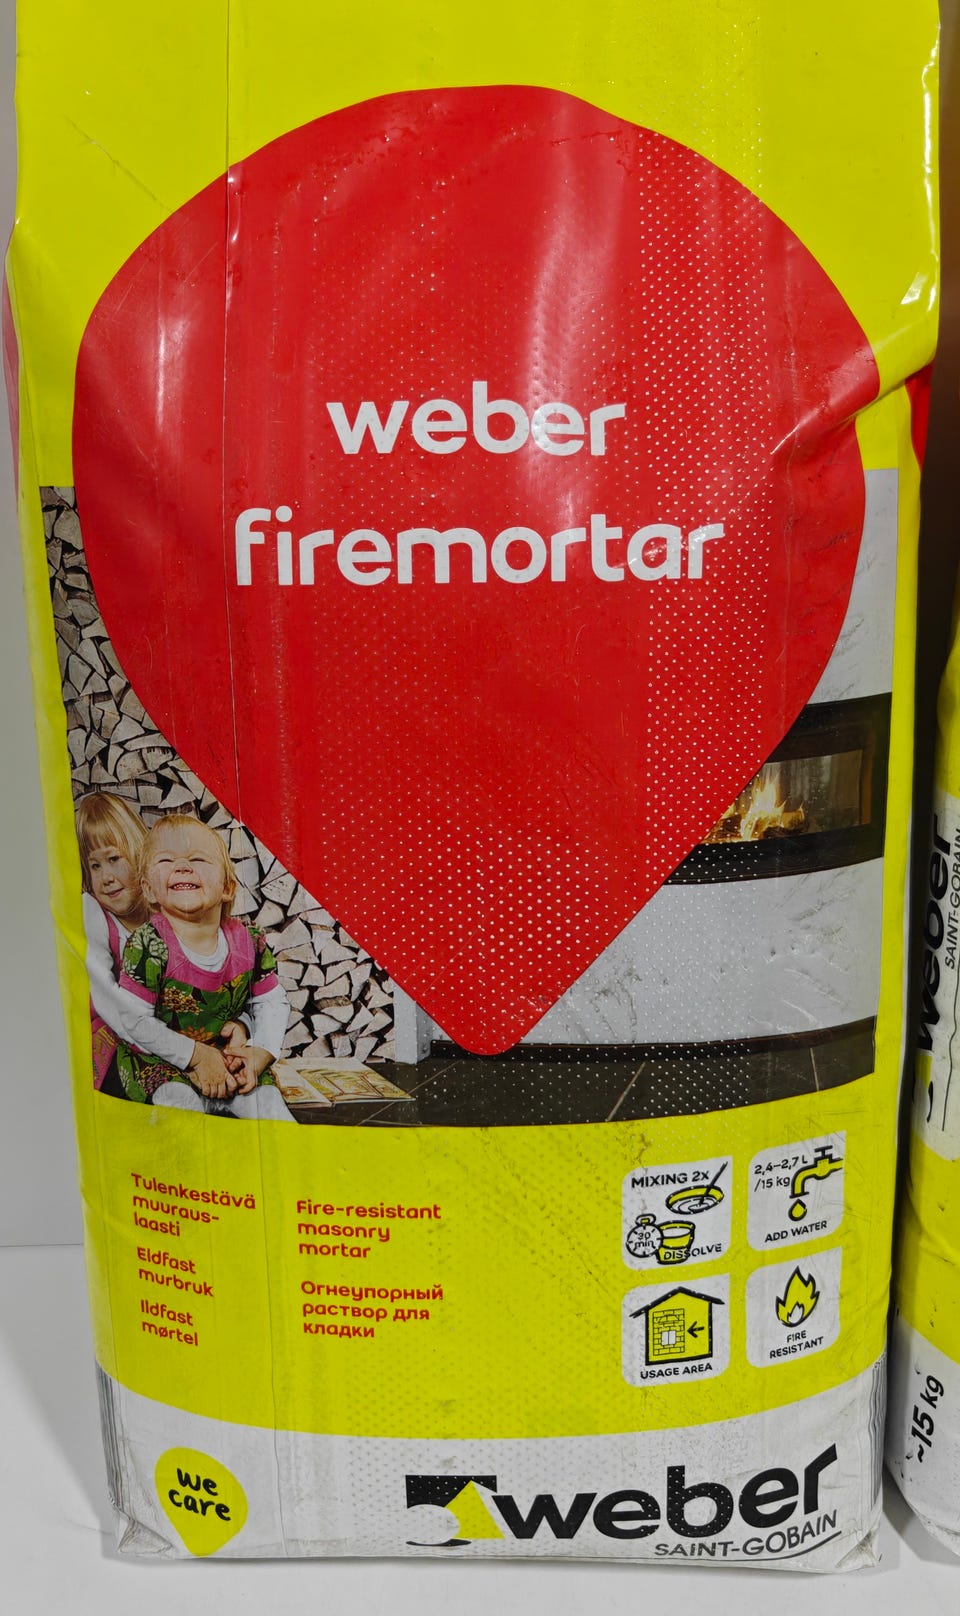 weber
firemortar
Tulenkestävä
muuraus-
laasti
Eldfast
murbruk
Ildfast
mørtel
Fire-resistant
masonry
mortar
Огнеупорный
раствор для
кладки
MIXING 2x
20
min
DISSOLVE
2,4–2,7 L
/15 kg
ADD WATER
USAGE AREA
FIRE
RESISTANT
we
care
weber
SAINT-GOBAIN
weber
SAINT-GOBAIN
~15 kg